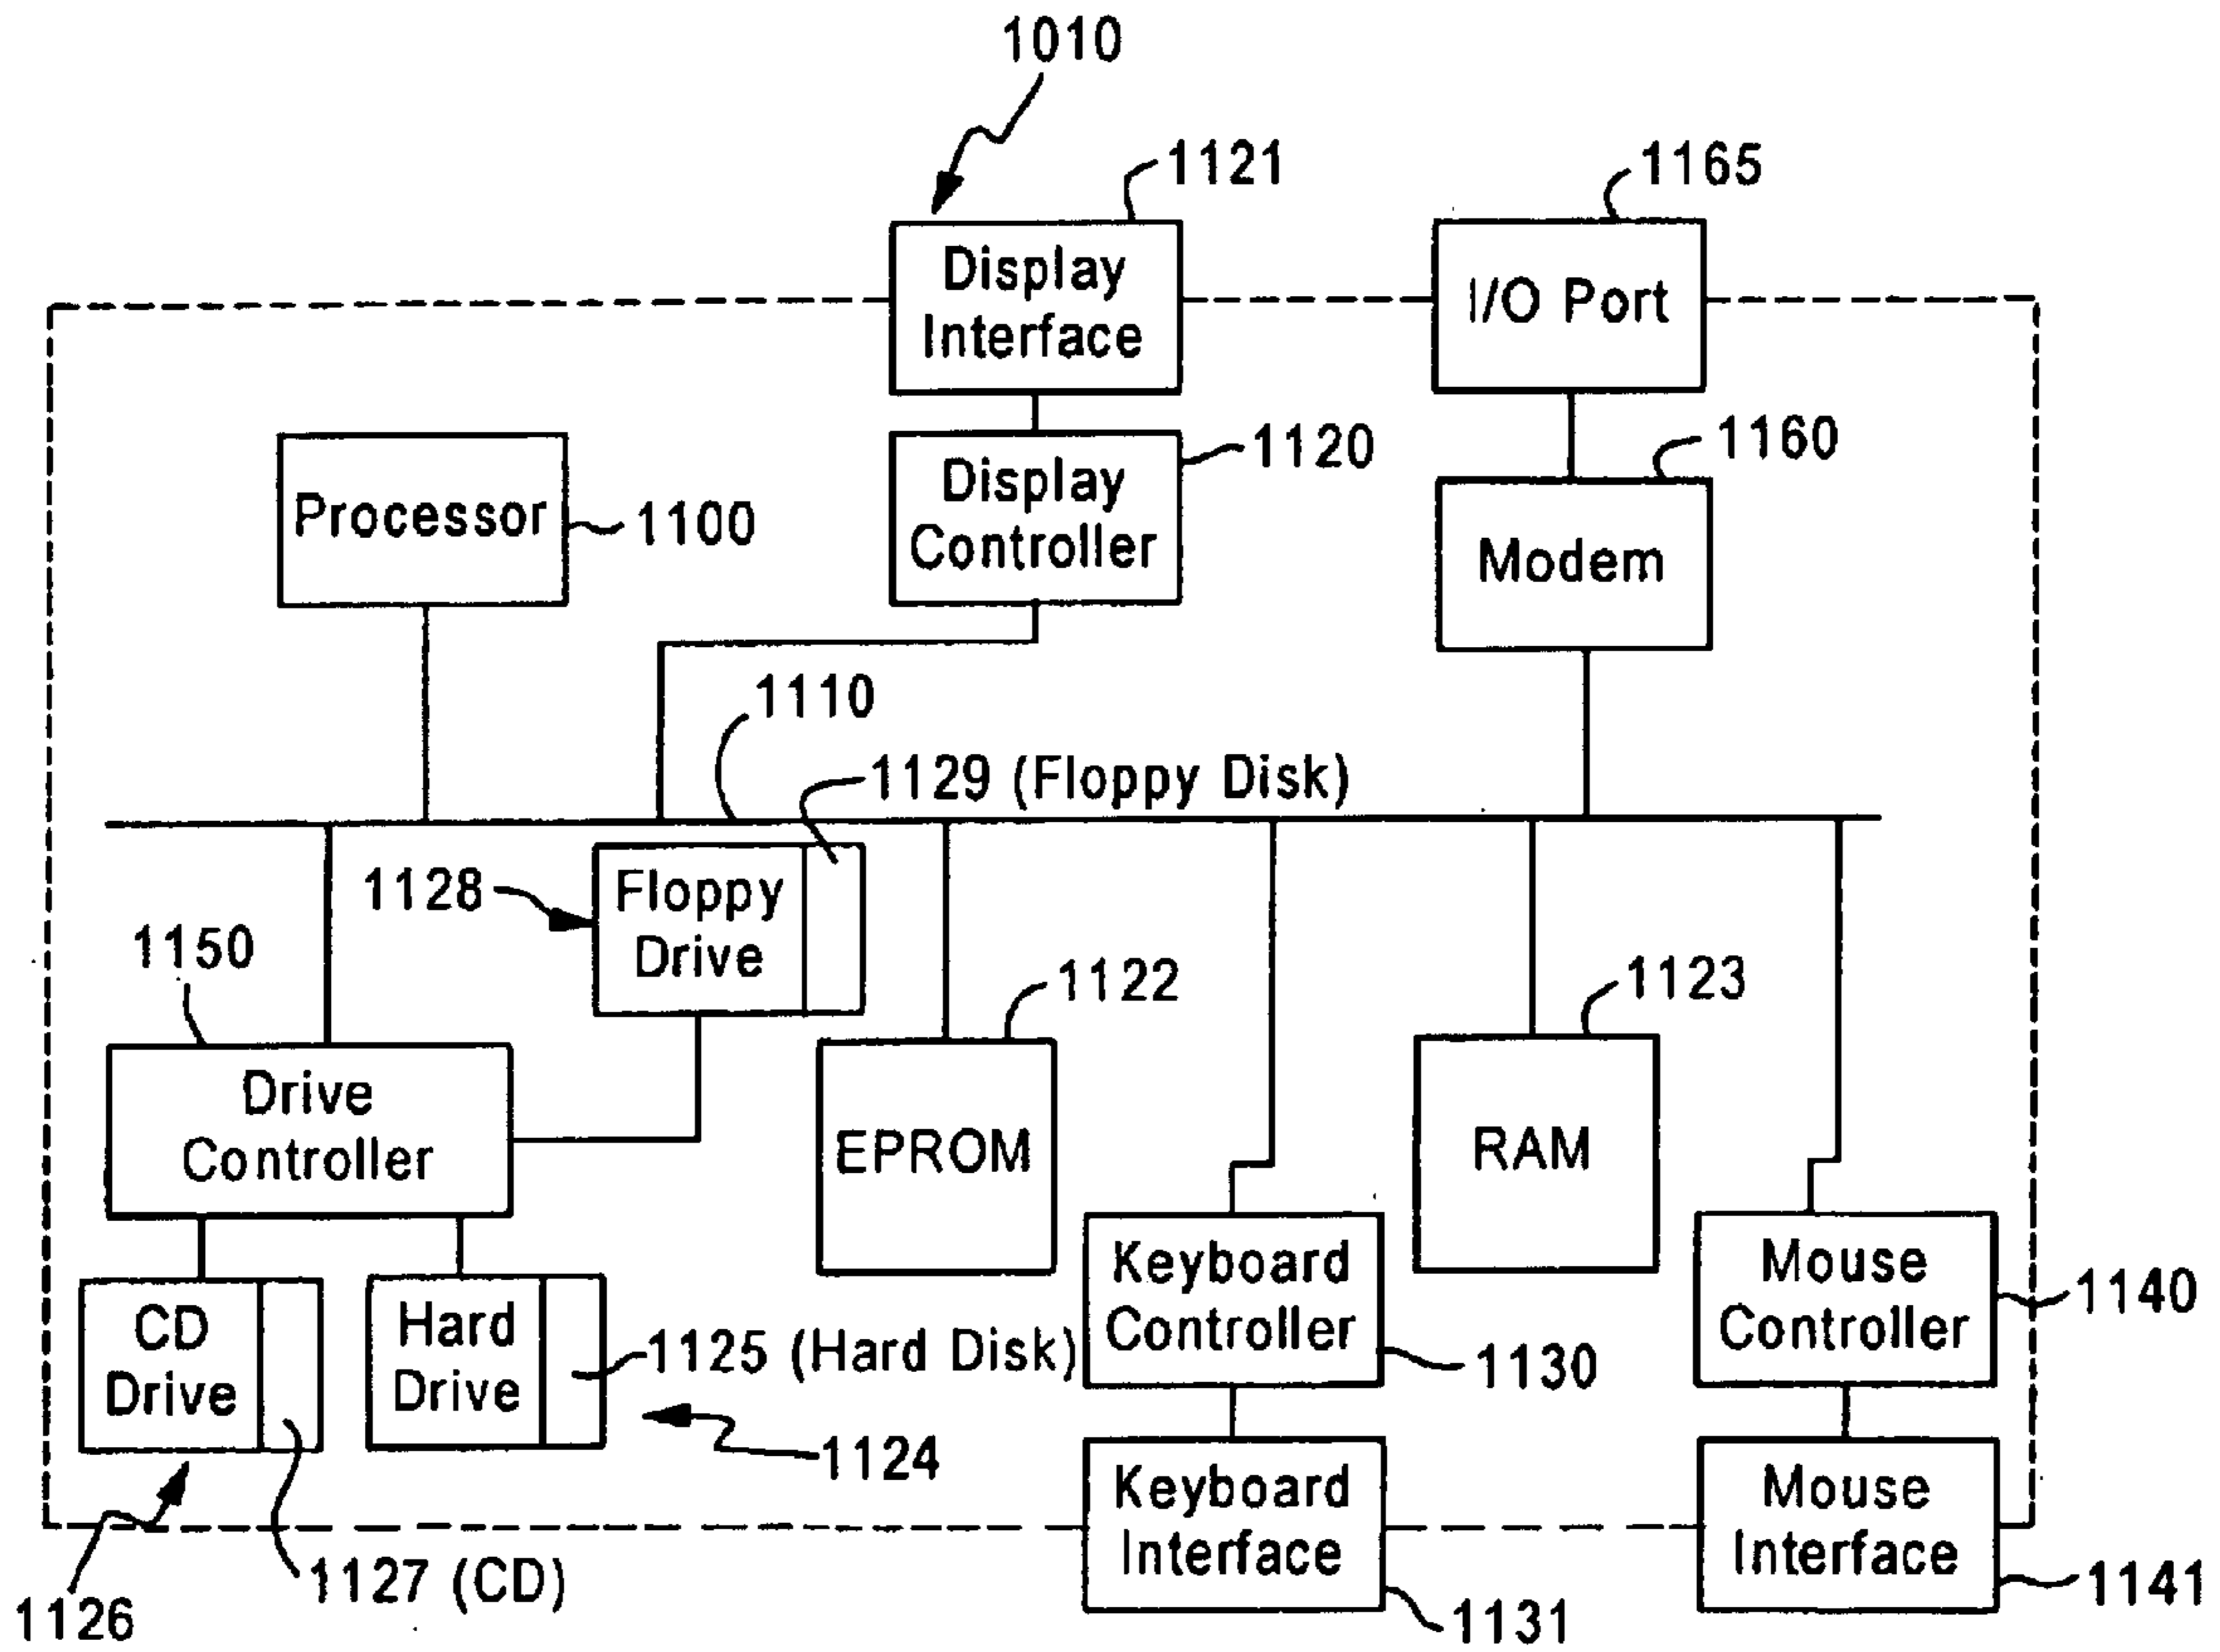 1010
1121
1165
Display
Interface
I/O Port
1120
1160
Processor
1100
Display
Controller
Modem
1110
1129 (Floppy Disk)
1128
Floppy
Drive
1150
1122
1123
Drive
Controller
EPROM
RAM
Keyboard
Controller
Mouse
Controller
1140
CD
Drive
Hard
Drive
1125 (Hard Disk)
1130
1124
Keyboard
Interface
Mouse
Interface
1127 (CD)
1126
1131
1141